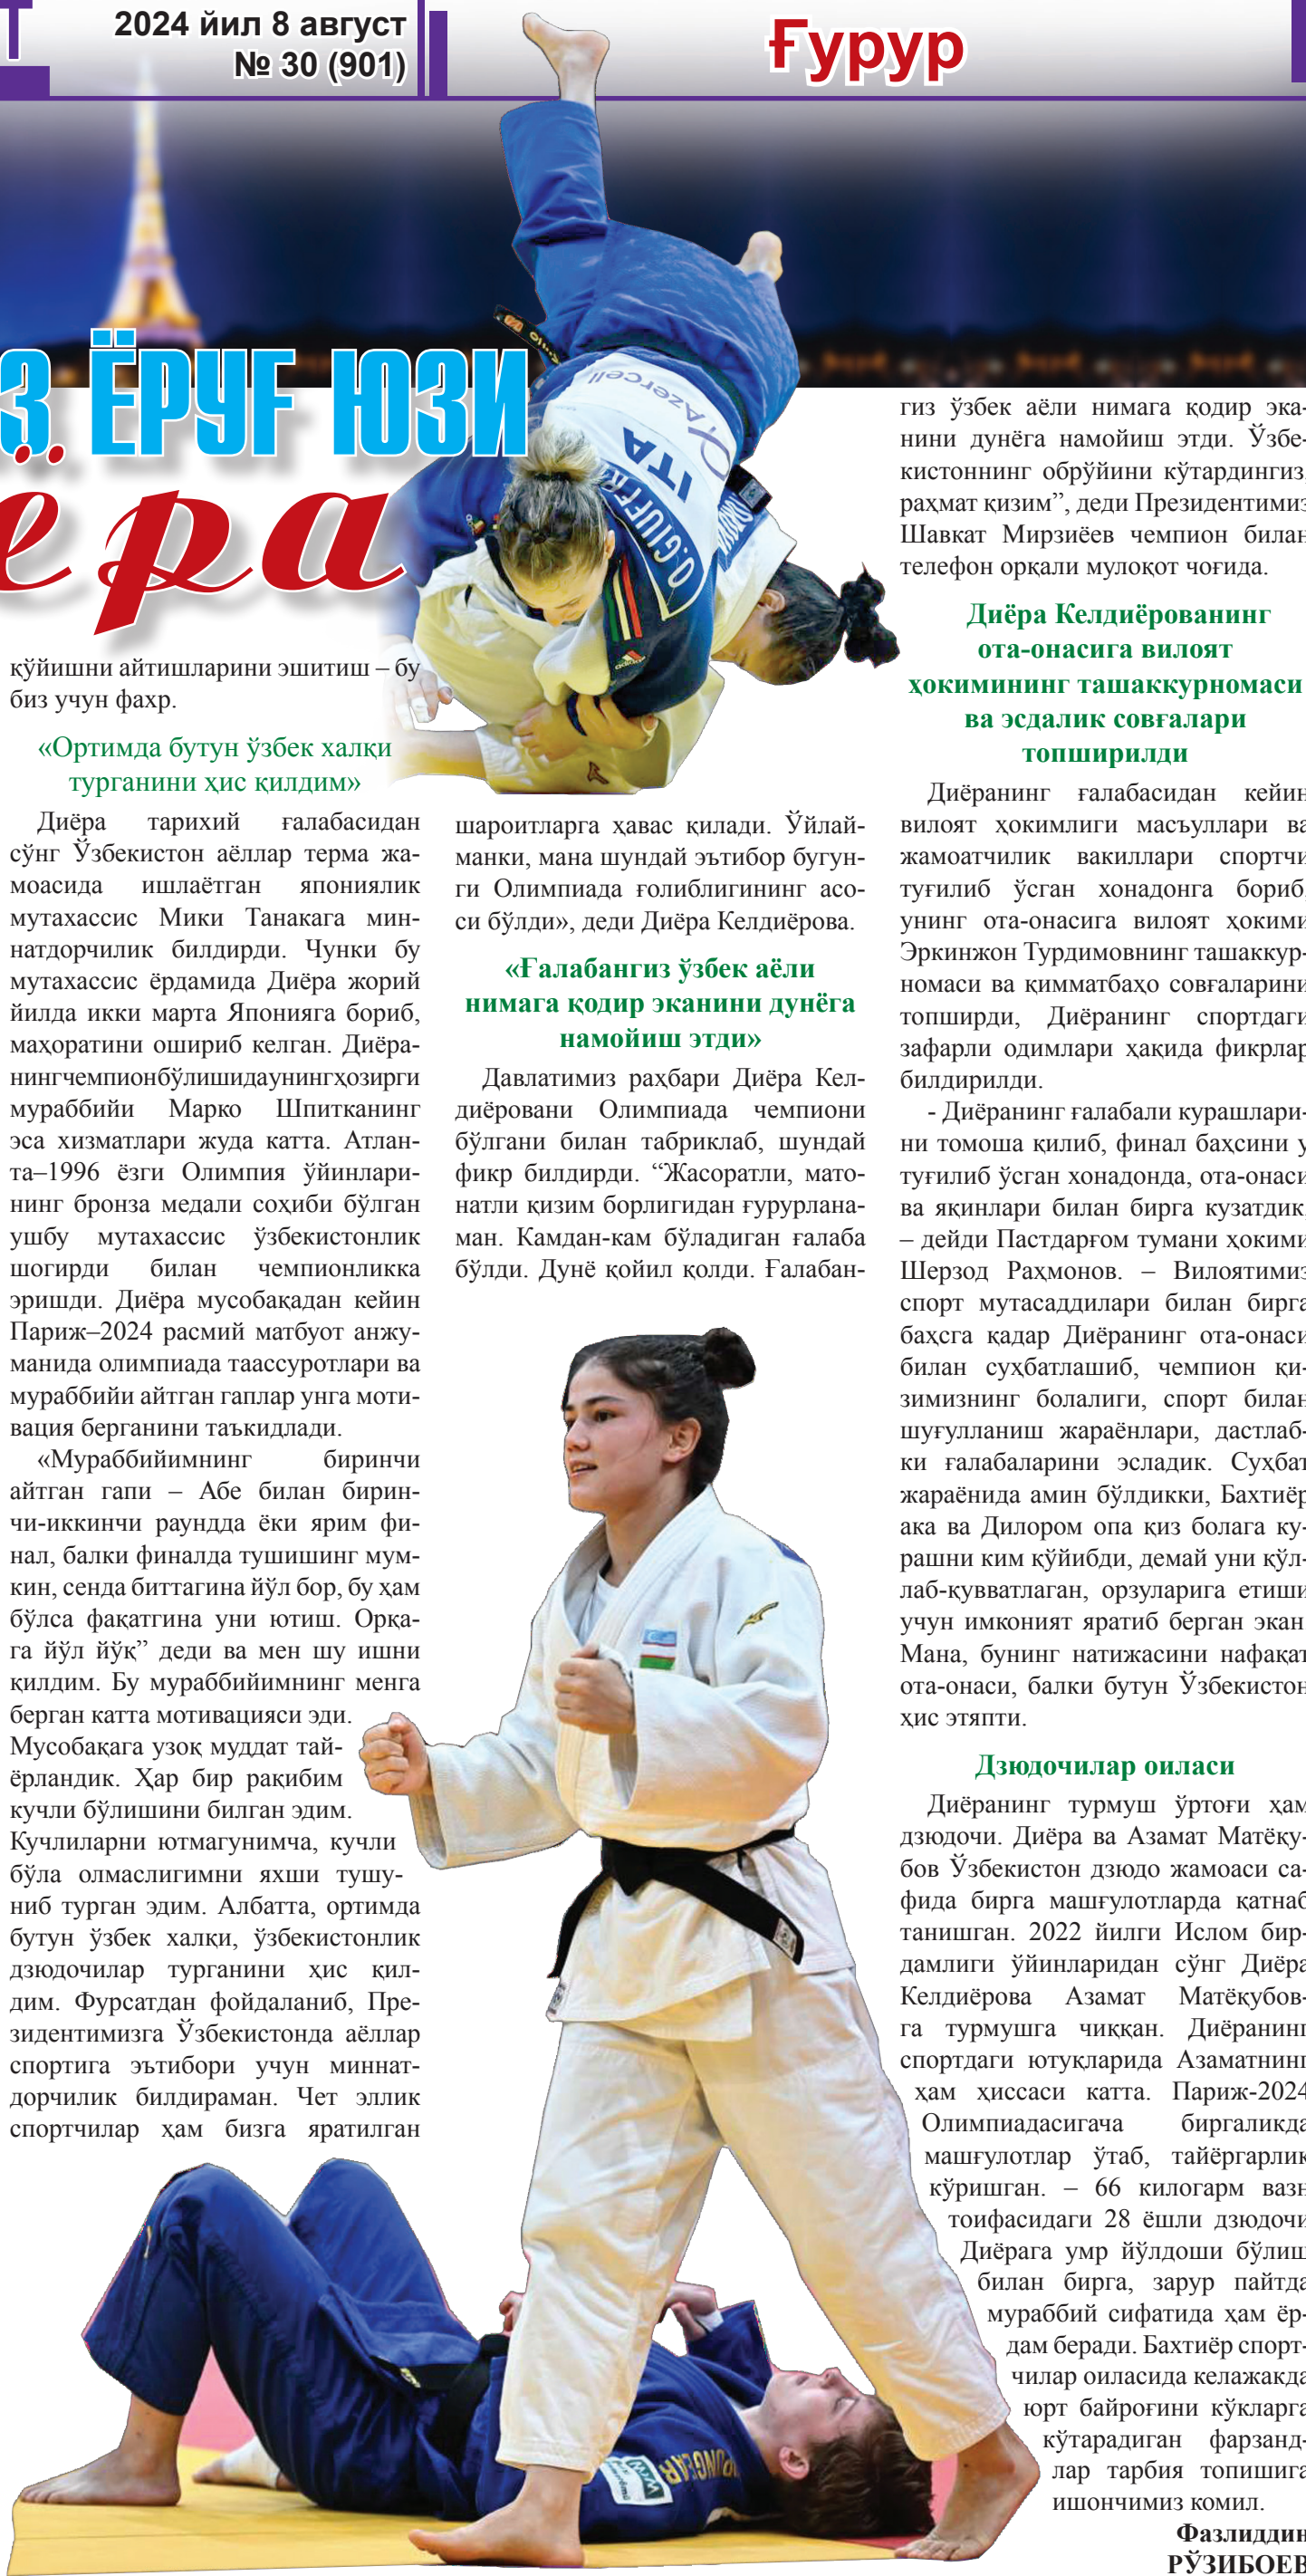 2024 йил 8 август
№ 30 (901)
Ғурур
З ЁРУҒ ЮЗИ
ёра
қўйишни айтишларини эшитиш – бу
биз учун фахр.
«Ортимда бутун ўзбек халқи
турганини ҳис қилдим»
Диёра тарихий ғалабасидан
сўнг Ўзбекистон аёллар терма жа-
моасида ишлаётган япониялик
мутахассис Мики Танакага мин-
натдорчилик билдирди. Чунки бу
мутахассис ёрдамида Диёра жорий
йилда икки марта Японияга бориб,
маҳоратини ошириб келган. Диёра-
нингчемпионбўлишидаунингҳозирги
мураббийи Марко Шпитканинг
эса хизматлари жуда катта. Атлан-
та–1996 ёзги Олимпия ўйинлари-
нинг бронза медали соҳиби бўлган
ушбу мутахассис ўзбекистонлик
шогирди билан чемпионликка
эришди. Диёра мусобақадан кейин
Париж–2024 расмий матбуот анжу-
манида олимпиада таассуротлари ва
мураббийи айтган гаплар унга моти-
вация берганини таъкидлади.
«Мураббийимнинг биринчи
айтган гапи – Абе билан бирин-
чи-иккинчи раундда ёки ярим фи-
нал, балки финалда тушишинг мум-
кин, сенда биттагина йўл бор, бу ҳам
бўлса фақатгина уни ютиш. Орқа-
га йўл йўқ” деди ва мен шу ишни
қилдим. Бу мураббийимнинг менга
берган катта мотивацияси эди.
Мусобақага узоқ муддат тай-
ёрландик. Ҳар бир рақибим
кучли бўлишини билган эдим.
Кучлиларни ютмагунимча, кучли
бўла олмаслигимни яхши тушу-
ниб турган эдим. Албатта, ортимда
бутун ўзбек халқи, ўзбекистонлик
дзюдочилар турганини ҳис қил-
дим. Фурсатдан фойдаланиб, Пре-
зидентимизга Ўзбекистонда аёллар
спортига эътибори учун миннат-
дорчилик билдираман. Чет эллик
спортчилар ҳам бизга яратилган
шароитларга ҳавас қилади. Ўйлай-
манки, мана шундай эътибор бугун-
ги Олимпиада ғолиблигининг асо-
си бўлди», деди Диёра Келдиёрова.
«Ғалабангиз ўзбек аёли
нимага қодир эканини дунёга
намойиш этди»
Давлатимиз раҳбари Диёра Кел-
диёровани Олимпиада чемпиони
бўлгани билан табриклаб, шундай
фикр билдирди. “Жасоратли, мато-
натли қизим борлигидан ғурурлана-
ман. Камдан-кам бўладиган ғалаба
бўлди. Дунё қойил қолди. Ғалабан-
гиз ўзбек аёли нимага қодир эка-
нини дунёга намойиш этди. Ўзбе-
кистоннинг обрўйини кўтардингиз,
раҳмат қизим”, деди Президентимиз
Шавкат Мирзиёев чемпион билан
телефон орқали мулоқот чоғида.
Диёра Келдиёрованинг
ота-онасига вилоят
ҳокимининг ташаккурномаси
ва эсдалик совғалари
топширилди
Диёранинг ғалабасидан кейин
вилоят ҳокимлиги масъуллари ва
жамоатчилик вакиллари спортчи
туғилиб ўсган хонадонга бориб,
унинг ота-онасига вилоят ҳокими
Эркинжон Турдимовнинг ташаккур-
номаси ва қимматбаҳо совғаларини
топширди, Диёранинг спортдаги
зафарли одимлари ҳақида фикрлар
билдирилди.
- Диёранинг ғалабали курашлари-
ни томоша қилиб, финал баҳсини у
туғилиб ўсган хонадонда, ота-онаси
ва яқинлари билан бирга кузатдик,
– дейди Пастдарғом тумани ҳокими
Шерзод Раҳмонов. – Вилоятимиз
спорт мутасаддилари билан бирга
баҳсга қадар Диёранинг ота-онаси
билан суҳбатлашиб, чемпион қи-
зимизнинг болалиги, спорт билан
шуғулланиш жараёнлари, дастлаб-
ки ғалабаларини эсладик. Суҳбат
жараёнида амин бўлдикки, Бахтиёр
ака ва Дилором опа қиз болага ку-
рашни ким қўйибди, демай уни қўл-
лаб-қувватлаган, орзуларига етиши
учун имконият яратиб берган экан
Мана, бунинг натижасини нафақат
ота-онаси, балки бутун Ўзбекистон
ҳис этяпти.
Дзюдочилар оиласи
Диёранинг турмуш ўртоғи ҳам
дзюдочи. Диёра ва Азамат Матёқу-
бов Ўзбекистон дзюдо жамоаси са-
фида бирга машғулотларда қатнаб
танишган. 2022 йилги Ислом бир-
дамлиги ўйинларидан сўнг Диёра
Келдиёрова Азамат Матёқубов-
га турмушга чиққан. Диёранинг
спортдаги ютуқларида Азаматнинг
ҳам ҳиссаси катта. Париж-2024
Олимпиадасигача биргаликда
машғулотлар ўтаб, тайёргарлик
кўришган. – 66 килогарм вазн
тоифасидаги 28 ёшли дзюдочи
Диёрага умр йўлдоши бўлиш
билан бирга, зарур пайтда
мураббий сифатида ҳам ёр-
дам беради. Бахтиёр спорт-
чилар оиласида келажакда
юрт байроғини кўкларга
кўтарадиган фарзанд-
лар тарбия топишига
ишончимиз комил.
Фазлиддин
РЎЗИБОЕВ
Azercell
ITA
O.GIUFFR